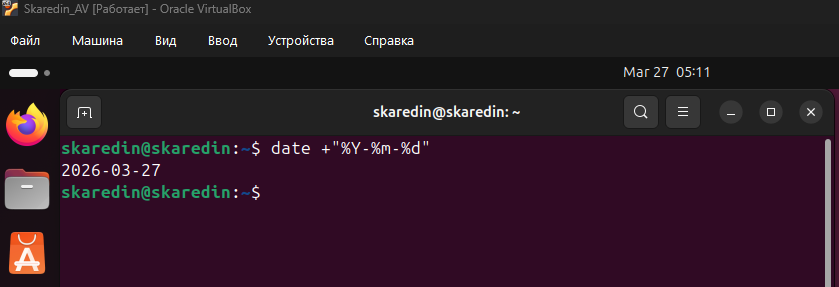 Skaredin_AV [Работает] - Oracle VirtualBox
Файл Машина Вид Ввод Устройства Справка
Mar 27 05:11
skaredin@skaredin: ~
skaredin@skaredin:~$ date +"%Y-%m-%d"
2026-03-27
skaredin@skaredin:~$